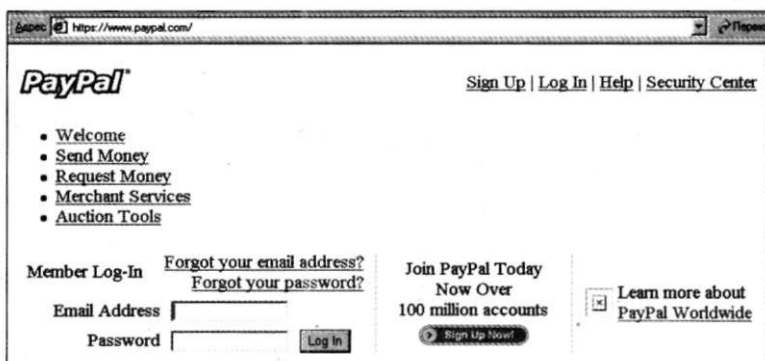 Адрес https://www.paypal.com/
PayPal
Sign Up | Log In | Help | Security Center
• Welcome
• Send Money
• Request Money
• Merchant Services
• Auction Tools
Member Log-In
Forgot your email address?
Forgot your password?
Email Address
Password
Log In
Join PayPal Today
Now Over
100 million accounts
Sign Up Now!
Learn more about
PayPal Worldwide